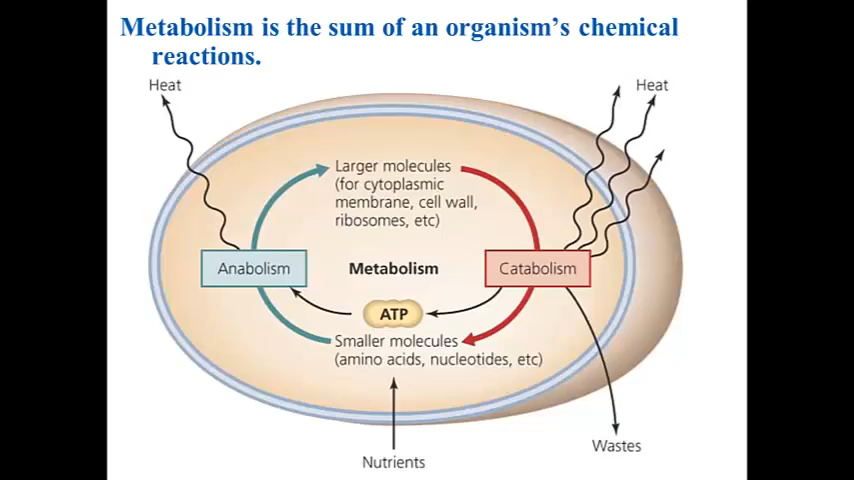 Metabolism is the sum of an organism's chemical
reactions.
Heat
Heat
Larger molecules
(for cytoplasmic
membrane, cell wall,
ribosomes, etc)
Anabolism
Metabolism
Catabolism
ATP
Smaller molecules
(amino acids, nucleotides, etc)
Wastes
Nutrients